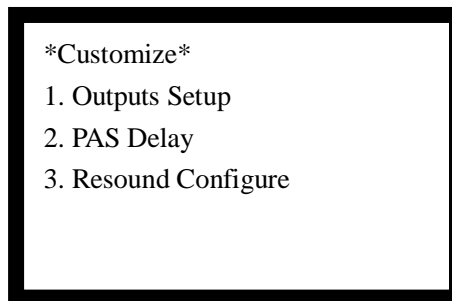 *Customize*
1. Outputs Setup
2. PAS Delay
3. Resound Configure